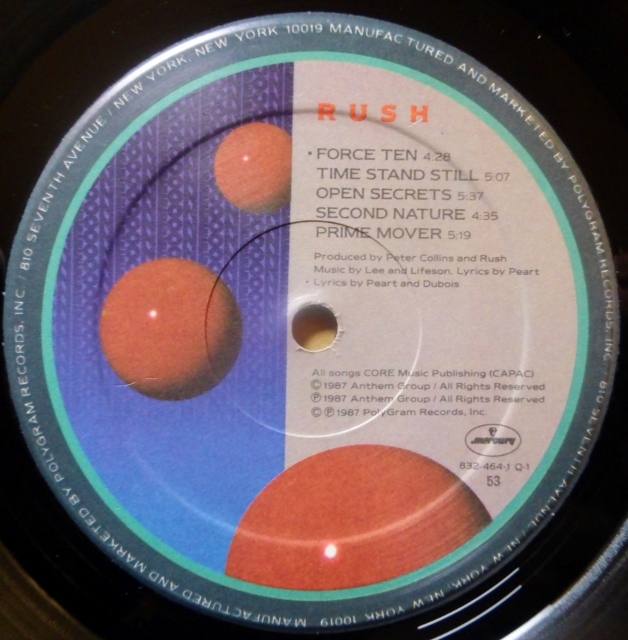 RUSH
• FORCE TEN 4:28
TIME STAND STILL 5:07
OPEN SECRETS 5:37
SECOND NATURE 4:35
PRIME MOVER 5:19
Produced by Peter Collins and Rush
Music by Lee and Lifeson. Lyrics by Peart
• Lyrics by Peart and Dubois
All songs CORE Music Publishing (CAPAC)
© 1987 Anthem Group / All Rights Reserved
℗ 1987 Anthem Group / All Rights Reserved
© ℗ 1987 PolyGram Records, Inc.
mercury
832-464-1 Q-1
53
MANUFACTURED AND MARKETED BY POLYGRAM RECORDS, INC. / 810 SEVENTH AVENUE / NEW YORK, NEW YORK 10019
MANUFACTURED AND MARKETED BY POLYGRAM RECORDS, INC. / 810 SEVENTH AVENUE / NEW YORK, NEW YORK 10019